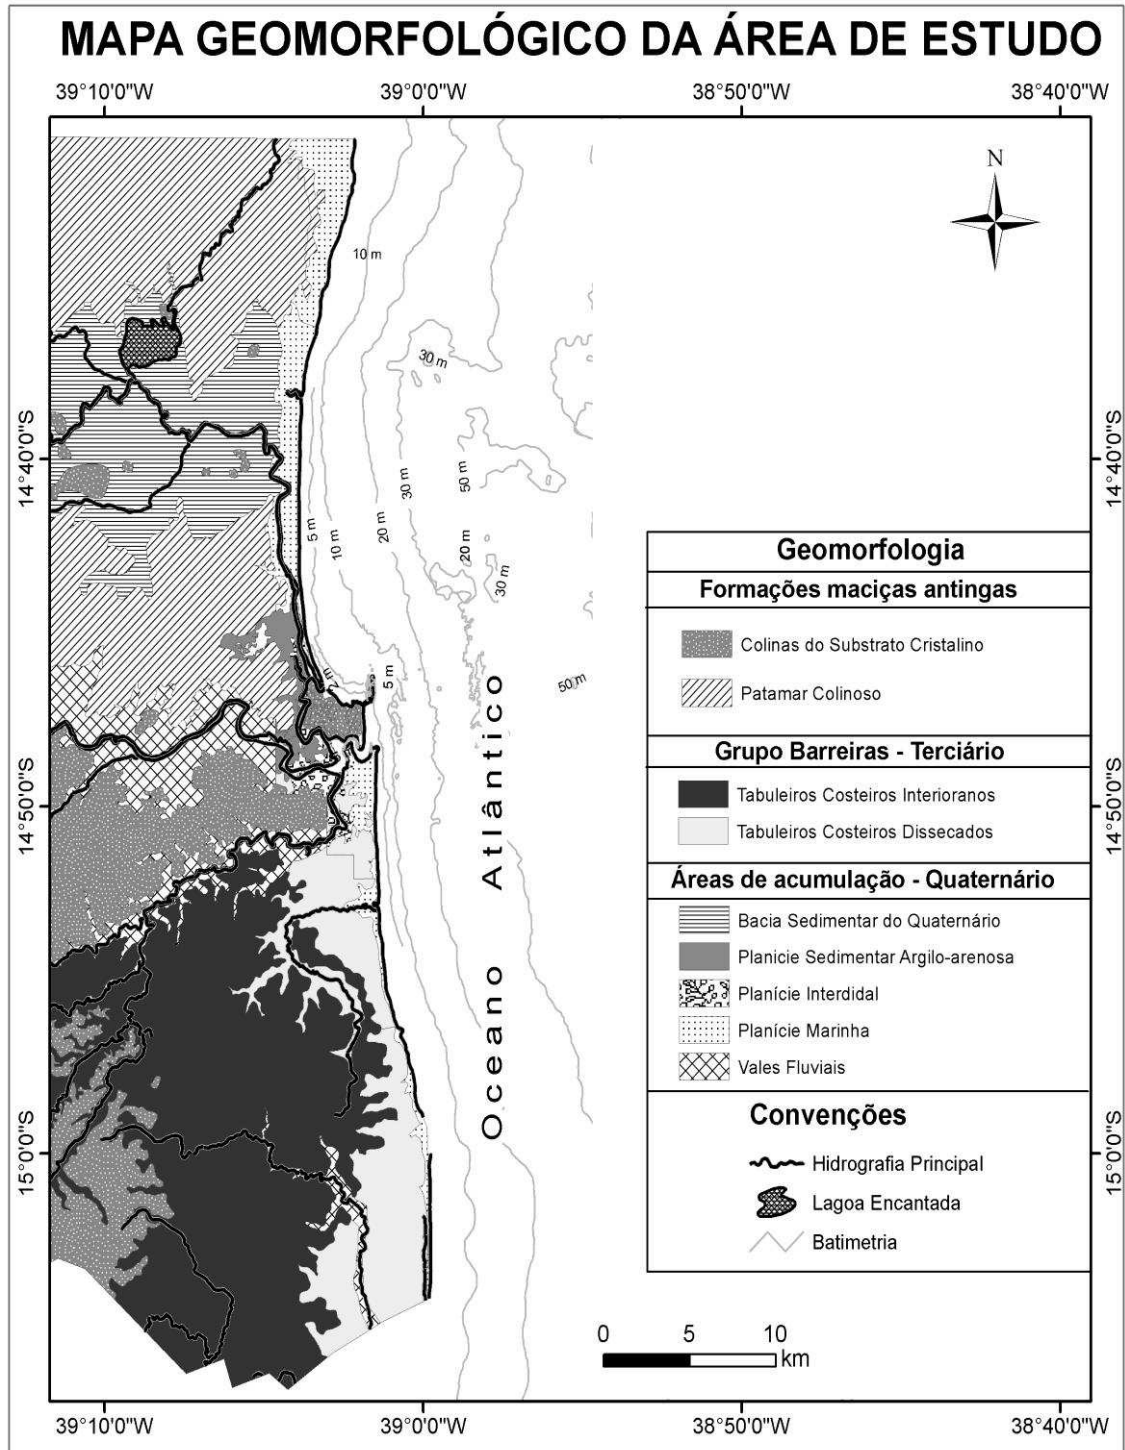 MAPA GEOMORFOLÓGICO DA ÁREA DE ESTUDO
39°10'0"W 39°0'0"W 38°50'0"W 38°40'0"W
N
10 m
30 m
14°40'0"S 14°40'0"S
5 m
10 m
20 m
30 m
50 m
20 m
30 m
2 m
5 m
50 m
Oceano Atlântico
14°50'0"S 14°50'0"S
15°0'0"S 15°0'0"S
Geomorfologia
Formações maciças antingas
Colinas do Substrato Cristalino
Patamar Colinoso
Grupo Barreiras - Terciário
Tabuleiros Costeiros Interioranos
Tabuleiros Costeiros Dissecados
Áreas de acumulação - Quaternário
Bacia Sedimentar do Quaternário
Planicie Sedimentar Argilo-arenosa
Planície Interdidal
Planície Marinha
Vales Fluviais
Convenções
Hidrografia Principal
Lagoa Encantada
Batimetria
0 5 10
km
39°10'0"W 39°0'0"W 38°50'0"W 38°40'0"W